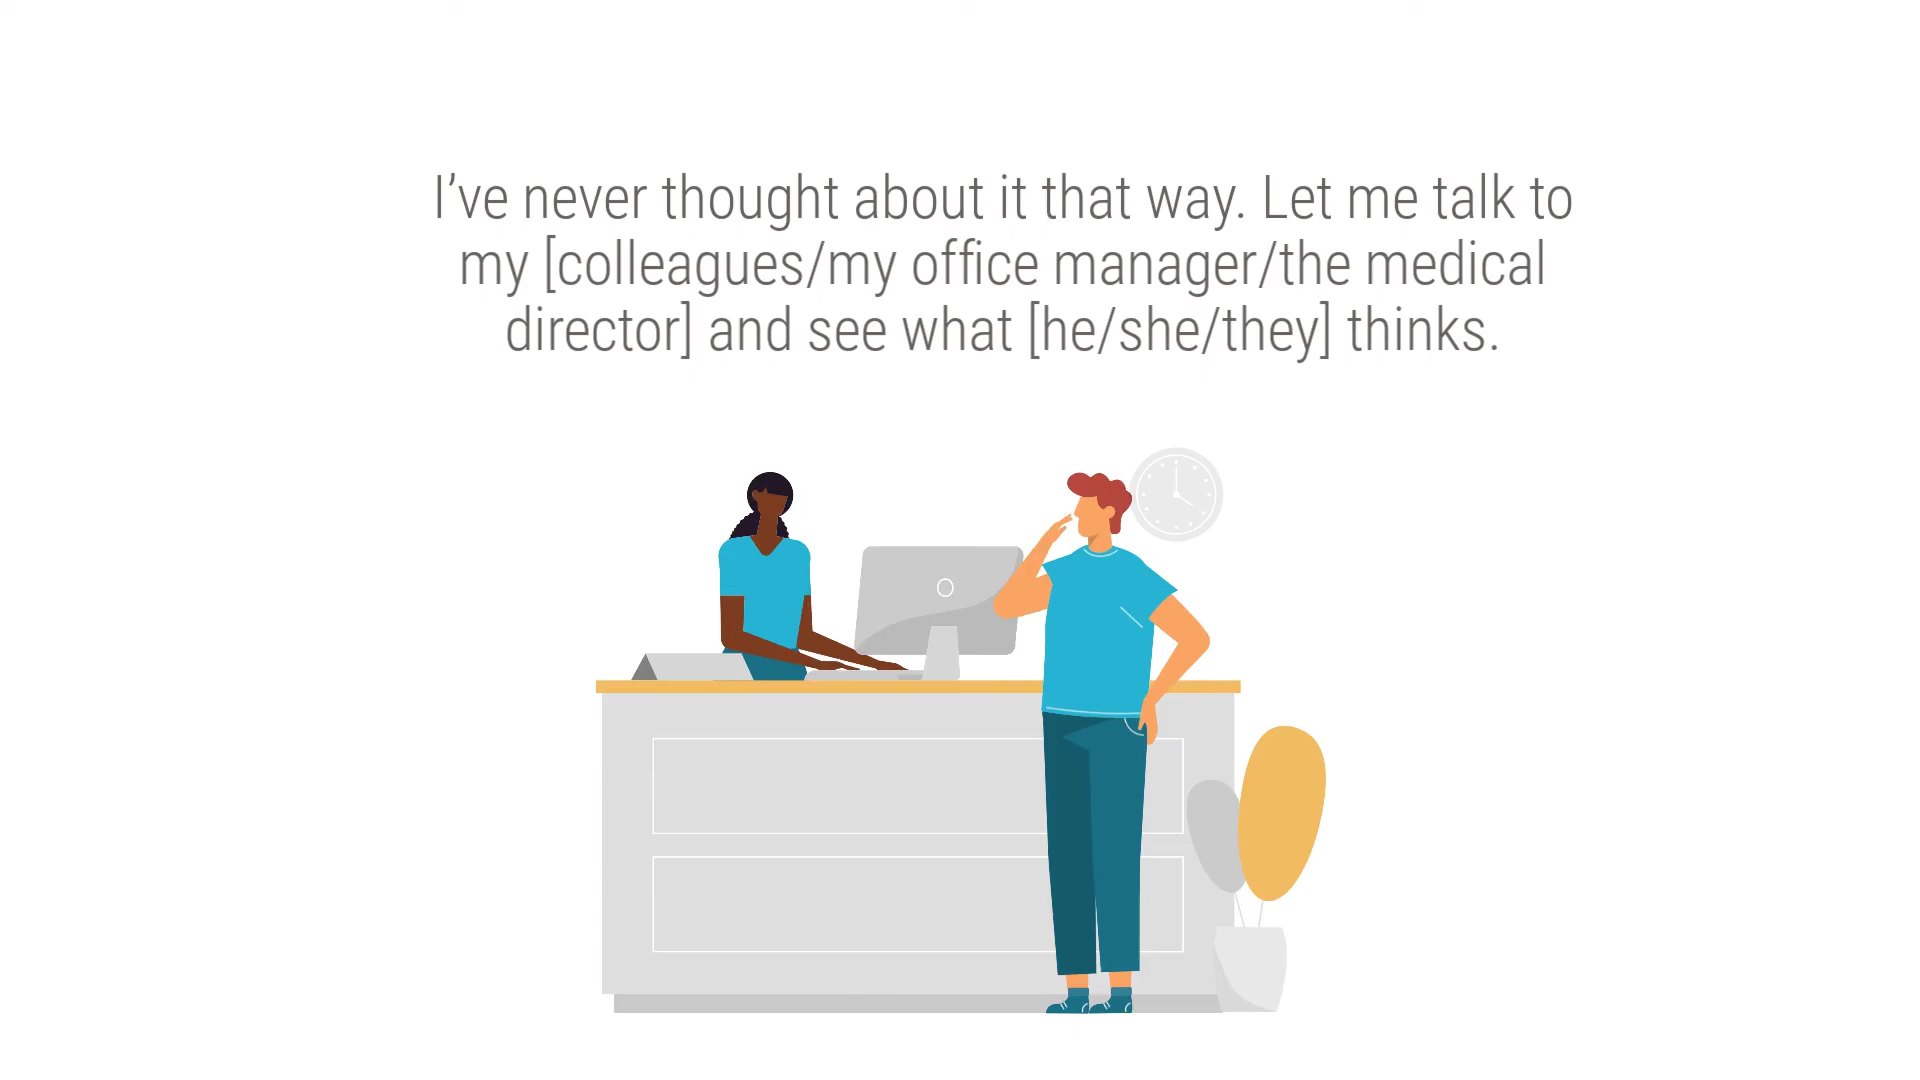 I’ve never thought about it that way. Let me talk to
my [colleagues/my office manager/the medical
director] and see what [he/she/they] thinks.